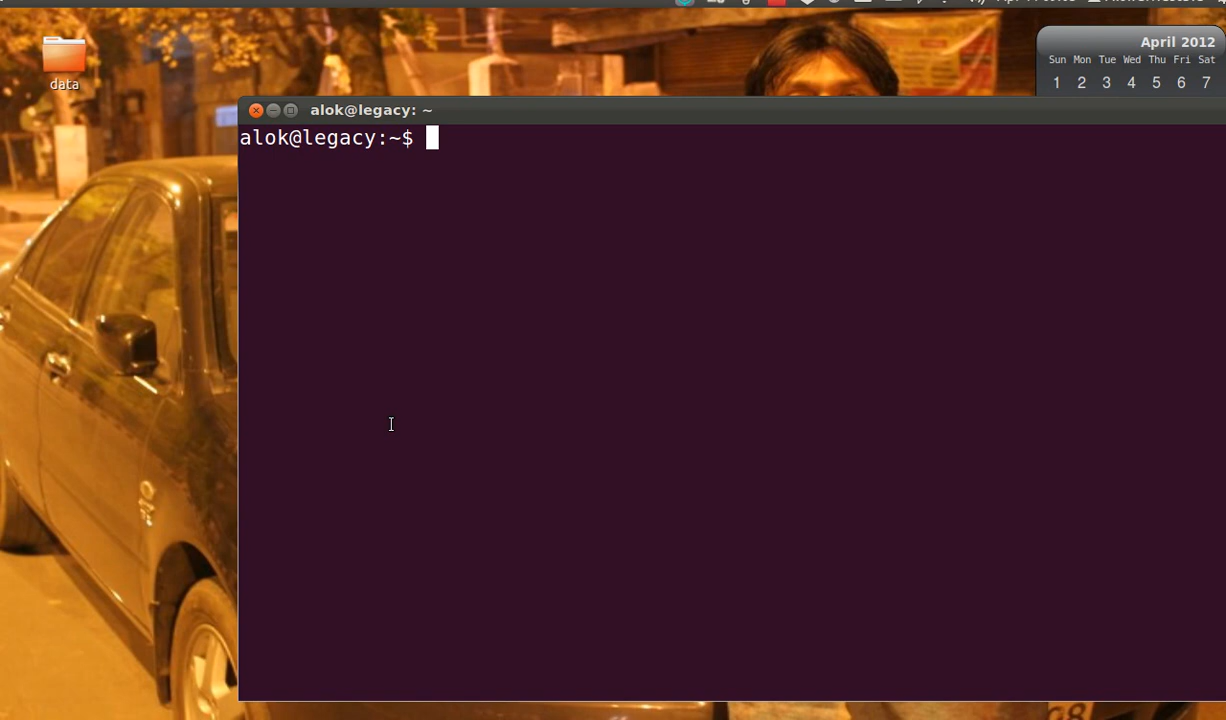 data
April 2012
Sun Mon Tue Wed Thu Fri Sat
1 2 3 4 5 6 7
alok@legacy: ~
alok@legacy:~$